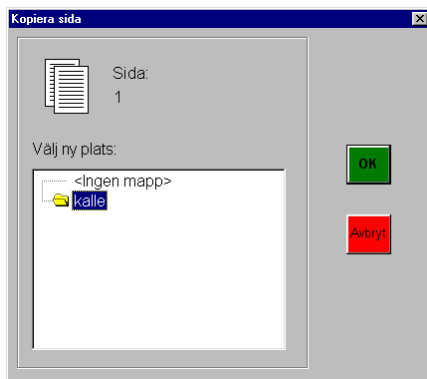 Kopiera sida
Sida:
1
Välj ny plats:
<Ingen mapp>
kalle
OK
Avbryt